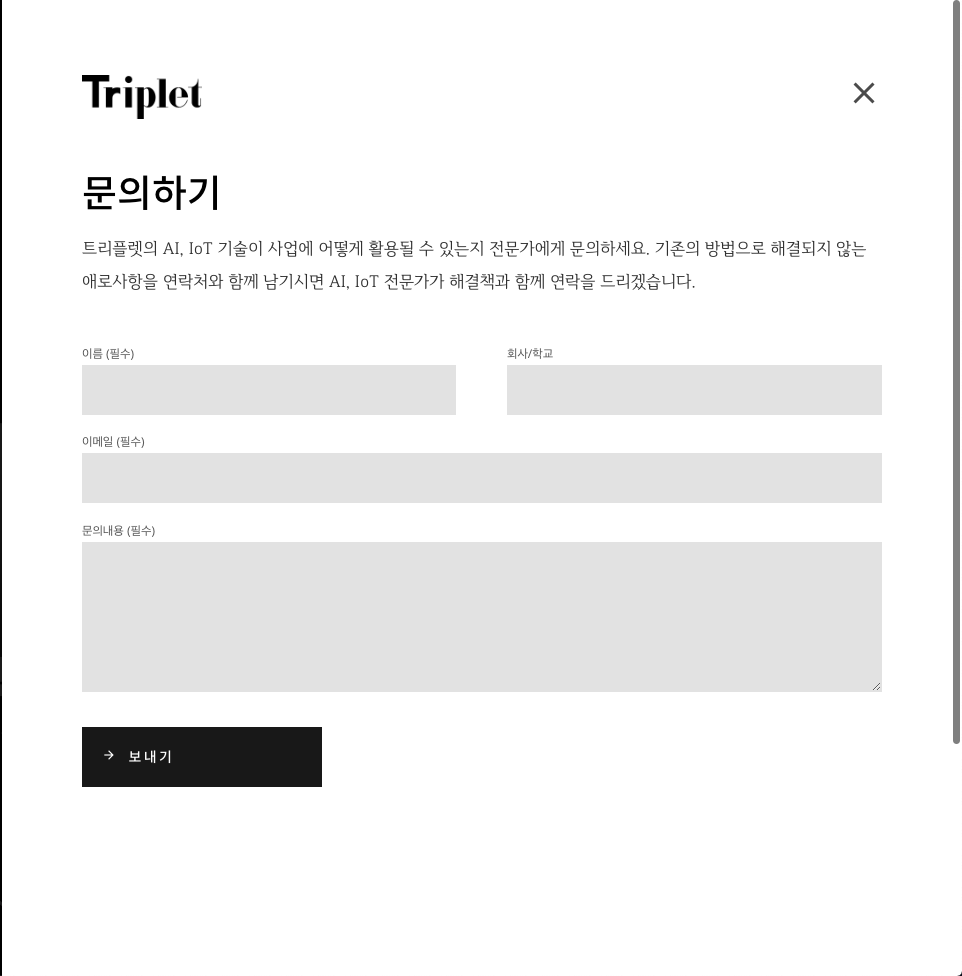 Triplet
문의하기
트리플렛의 AI, IoT 기술이 사업에 어떻게 활용될 수 있는지 전문가에게 문의하세요. 기존의 방법으로 해결되지 않는
애로사항을 연락처와 함께 남기시면 AI, IoT 전문가가 해결책과 함께 연락을 드리겠습니다.
이름 (필수)
회사/학교
이메일 (필수)
문의내용 (필수)
보내기